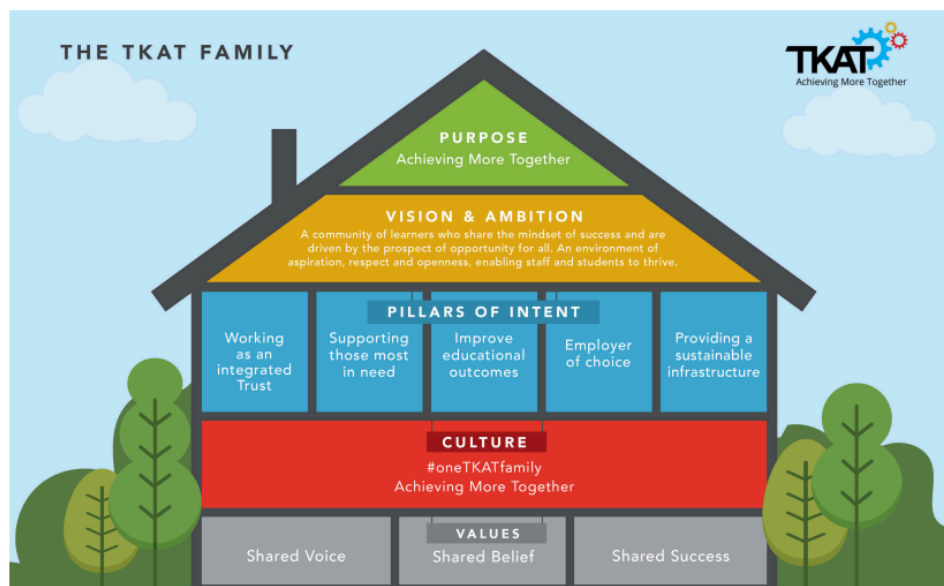 THE TKAT FAMILY
TKAT
Achieving More Together
PURPOSE
Achieving More Together
VISION & AMBITION
A community of learners who share the mindset of success and are
driven by the prospect of opportunity for all. An environment of
aspiration, respect and openness, enabling staff and students to thrive.
PILLARS OF INTENT
Working
as an
integrated
Trust
Supporting
those most
in need
Improve
educational
outcomes
Employer
of choice
Providing a
sustainable
infrastructure
CULTURE
#oneTKATfamily
Achieving More Together
VALUES
Shared Voice
Shared Belief
Shared Success